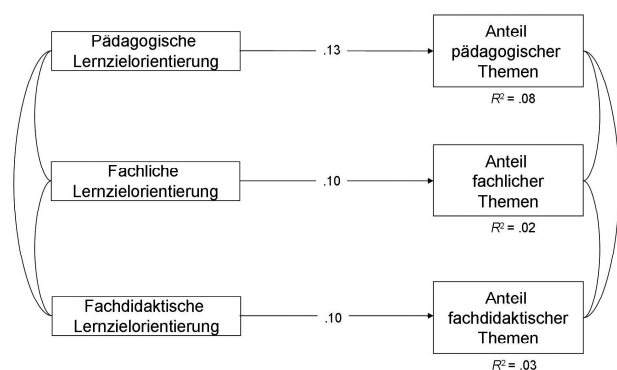 Pädagogische
Lernzielorientierung
.13
Anteil
pädagogischer
Themen
R² = .08
Fachliche
Lernzielorientierung
.10
Anteil
fachlicher
Themen
R² = .02
Fachdidaktische
Lernzielorientierung
.10
Anteil
fachdidaktischer
Themen
R² = .03